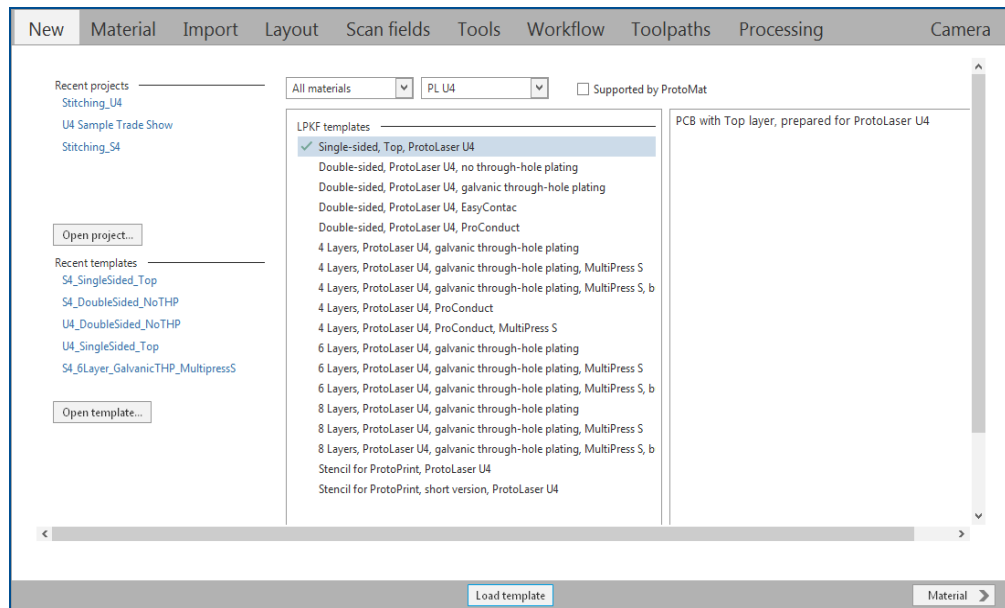 New Material Import Layout Scan fields Tools Workflow Toolpaths Processing Camera
Recent projects
Stitching_U4
U4 Sample Trade Show
Stitching_S4
Open project...
Recent templates
S4_SingleSided_Top
S4_DoubleSided_NoTHP
U4_DoubleSided_NoTHP
U4_SingleSided_Top
S4_6Layer_GalvanicTHP_MultipressS
Open template...
All materials PL U4 Supported by ProtoMat
LPKF templates
Single-sided, Top, ProtoLaser U4
Double-sided, ProtoLaser U4, no through-hole plating
Double-sided, ProtoLaser U4, galvanic through-hole plating
Double-sided, ProtoLaser U4, EasyContac
Double-sided, ProtoLaser U4, ProConduct
4 Layers, ProtoLaser U4, galvanic through-hole plating
4 Layers, ProtoLaser U4, galvanic through-hole plating, MultiPress S
4 Layers, ProtoLaser U4, galvanic through-hole plating, MultiPress S, b
4 Layers, ProtoLaser U4, ProConduct
4 Layers, ProtoLaser U4, ProConduct, MultiPress S
6 Layers, ProtoLaser U4, galvanic through-hole plating
6 Layers, ProtoLaser U4, galvanic through-hole plating, MultiPress S
6 Layers, ProtoLaser U4, galvanic through-hole plating, MultiPress S, b
8 Layers, ProtoLaser U4, galvanic through-hole plating
8 Layers, ProtoLaser U4, galvanic through-hole plating, MultiPress S
8 Layers, ProtoLaser U4, galvanic through-hole plating, MultiPress S, b
Stencil for ProtoPrint, ProtoLaser U4
Stencil for ProtoPrint, short version, ProtoLaser U4
PCB with Top layer, prepared for ProtoLaser U4
Load template
Material